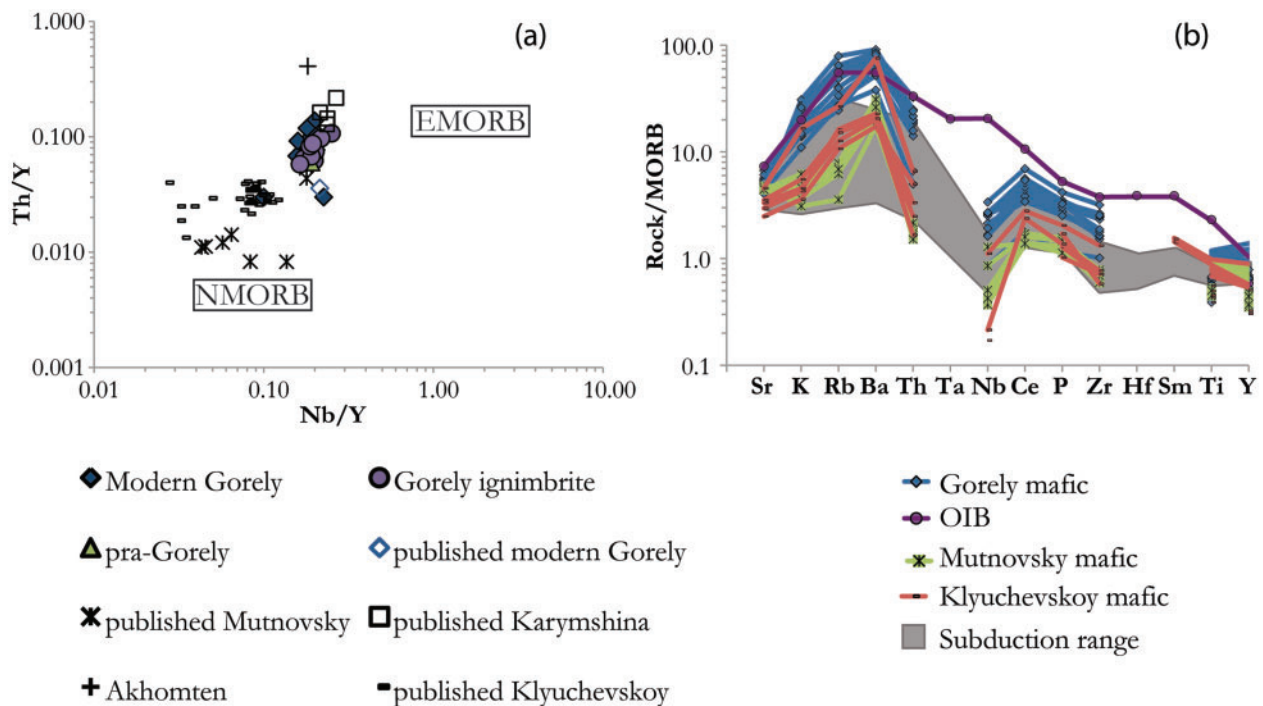 (a)
1.000
0.100
0.010
0.001
Th/Y
EMORB
NMORB
0.01 0.10 1.00 10.00
Nb/Y
(b)
100.0
10.0
1.0
0.1
Rock/MORB
Sr K Rb Ba Th Ta Nb Ce P Zr Hf Sm Ti Y
Modern Gorely
Gorely ignimbrite
pra-Gorely
published modern Gorely
published Mutnovsky
published Karymshina
Akhomten
published Klyuchevskoy
Gorely mafic
OIB
Mutnovsky mafic
Klyuchevskoy mafic
Subduction range